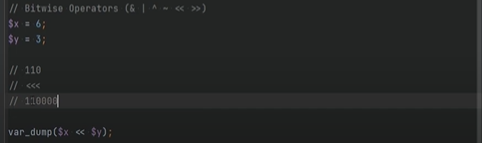 // Bitwise Operators (& | ^ ~ << >>)
$x = 6;
$y = 3;
// 110
// <<<
// 110000
var_dump($x << $y);